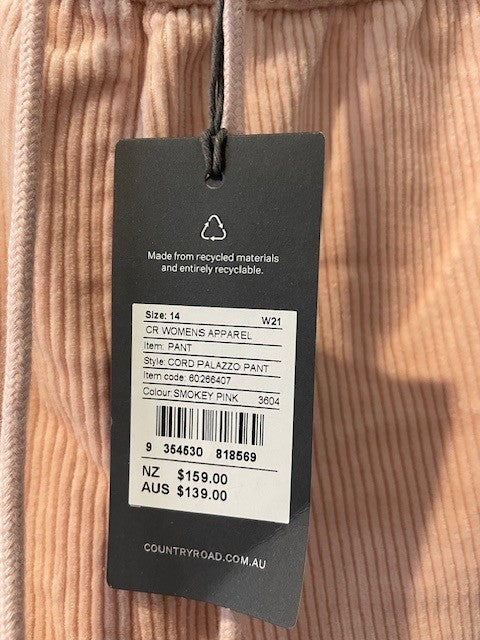 Made from recycled materials
and entirely recyclable.
Size: 14 W21
CR WOMENS APPAREL
Item: PANT
Style: CORD PALAZZO PANT
Item code: 60266407
Colour: SMOKEY PINK 3604
9 354530 818569
NZ $159.00
AUS $139.00
COUNTRYROAD.COM.AU